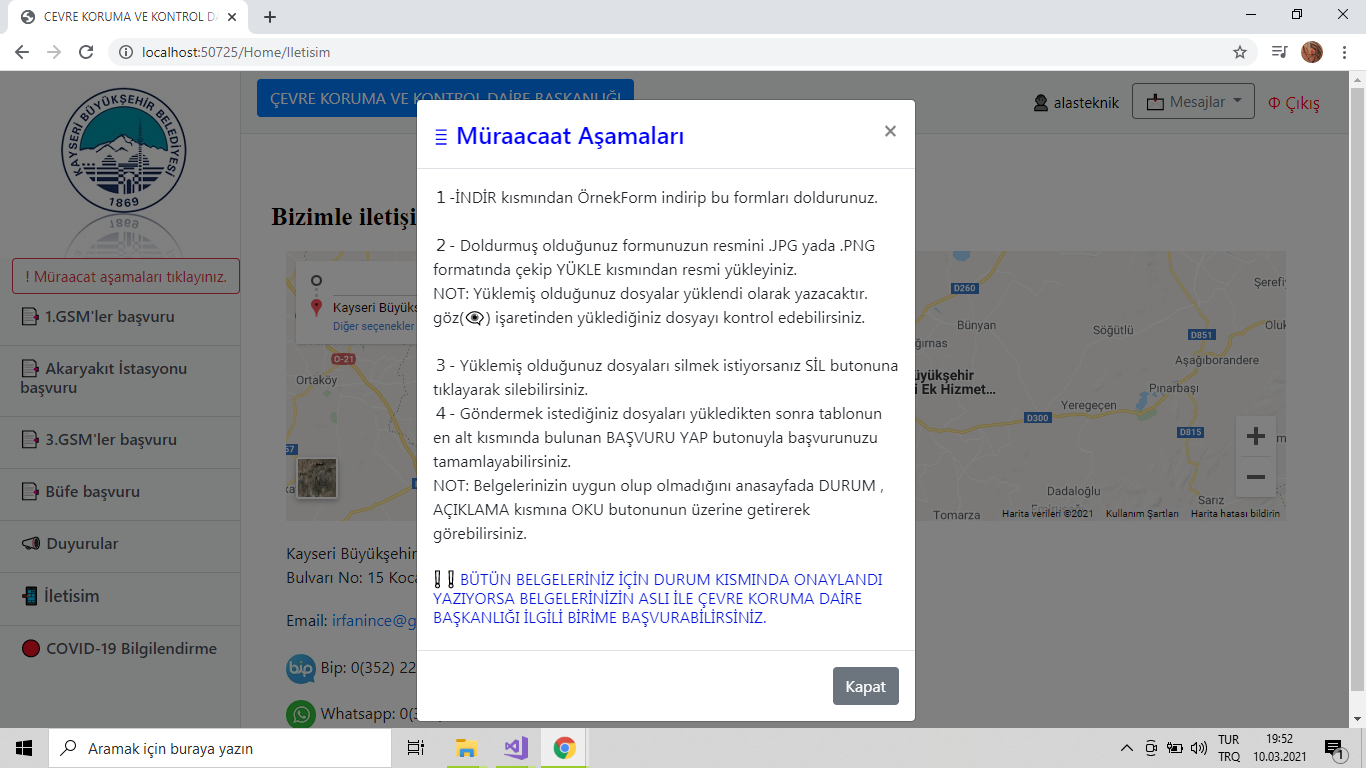 CEVRE KORUMA VE KONTROL D
localhost:50725/Home/Iletisim
KAYSERİ BÜYÜKŞEHİR BELEDİYESİ
1869
ÇEVRE KORUMA VE KONTROL DAİRE BAŞKANLIĞI
alasteknik
Mesajlar
Çıkış
! Müraacat aşamaları tıklayınız.
1.GSM'ler başvuru
Akaryakıt İstasyonu
başvuru
3.GSM'ler başvuru
Büfe başvuru
Duyurular
İletisim
COVID-19 Bilgilendirme
Bizimle iletişi
Kayseri Büyükş
Diğer seçenekler
O-21
Ortaköy
57
Müraacaat Aşamaları
×
1 -İNDİR kısmından ÖrnekForm indirip bu formları doldurunuz.
2 - Doldurmuş olduğunuz formunuzun resmini .JPG yada .PNG
formatında çekip YÜKLE kısmından resmi yükleyiniz.
NOT: Yüklemiş olduğunuz dosyalar yüklendi olarak yazacaktır.
göz(👁‍🗨) işaretinden yüklediğiniz dosyayı kontrol edebilirsiniz.
3 - Yüklemiş olduğunuz dosyaları silmek istiyorsanız SİL butonuna
tıklayarak silebilirsiniz.
4 - Göndermek istediğiniz dosyaları yükledikten sonra tablonun
en alt kısmında bulunan BAŞVURU YAP butonuyla başvurunuzu
tamamlayabilirsiniz.
NOT: Belgelerinizin uygun olup olmadığını anasayfada DURUM ,
AÇIKLAMA kısmına OKU butonunun üzerine getirerek
görebilirsiniz.
❕❕ BÜTÜN BELGELERİNİZ İÇİN DURUM KISMINDA ONAYLANDI
YAZIYORSA BELGELERİNİZİN ASLI İLE ÇEVRE KORUMA DAİRE
BAŞKANLIĞI İLGİLİ BİRİME BAŞVURABİLİRSİNİZ.
Kapat
D260
Şerefiy
Bünyan
Söğütlü
D851
Oluk
ğırnas
Aşağıborandere
üyükşehir
i Ek Hizmet...
Pınarbaşı
Yeregeçen
D300
D815
Dadaloğlu
Sarız
Tomarza
Harita verileri ©2021
Kullanım Şartları
Harita hatası bildirin
Kayseri Büyükşehir
Bulvarı No: 15 Koca
Email: irfanince@g
bip Bip: 0(352) 22
Whatsapp: 0(3
Aramak için buraya yazın
TUR
TRQ
19:52
10.03.2021
1